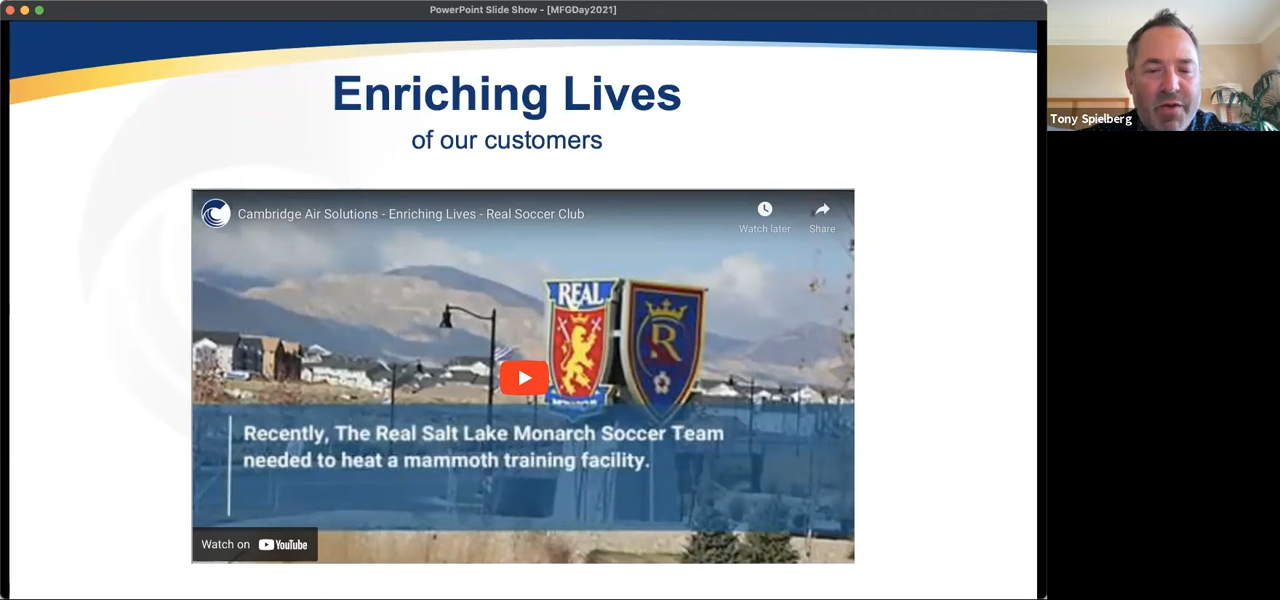 PowerPoint Slide Show - [MFGDay2021]
Enriching Lives
of our customers
Cambridge Air Solutions - Enriching Lives - Real Soccer Club
Watch later
Share
REAL
R
Recently, The Real Salt Lake Monarch Soccer Team
needed to heat a mammoth training facility.
Watch on YouTube
Tony Spielberg